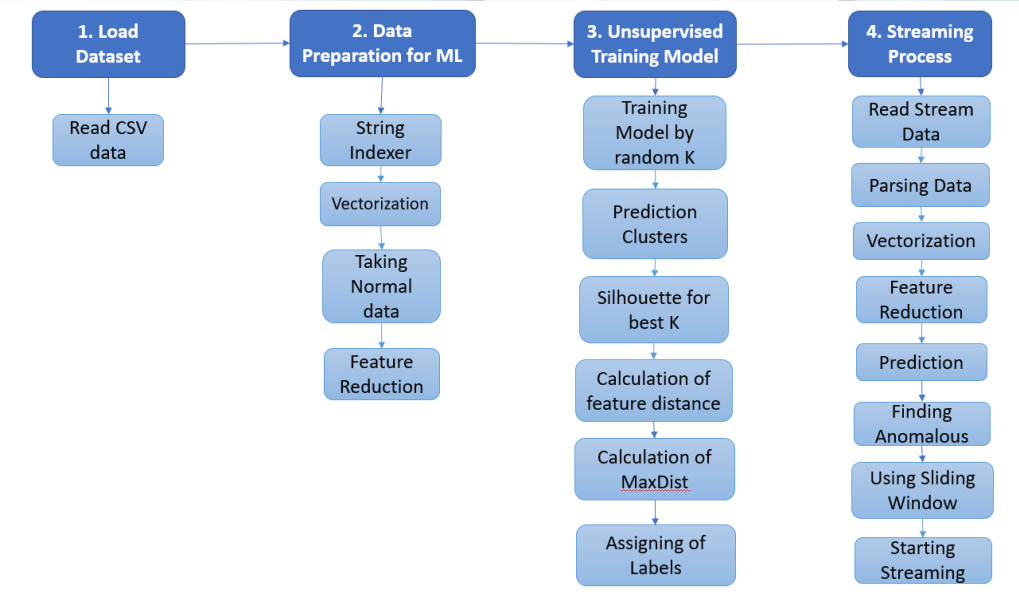 1. Load
Dataset
Read CSV
data
2. Data
Preparation for ML
String
Indexer
Vectorization
Taking
Normal
data
Feature
Reduction
3. Unsupervised
Training Model
Training
Model by
random K
Prediction
Clusters
Silhouette for
best K
Calculation of
feature distance
Calculation of
MaxDist
Assigning of
Labels
4. Streaming
Process
Read Stream
Data
Parsing Data
Vectorization
Feature
Reduction
Prediction
Finding
Anomalous
Using Sliding
Window
Starting
Streaming